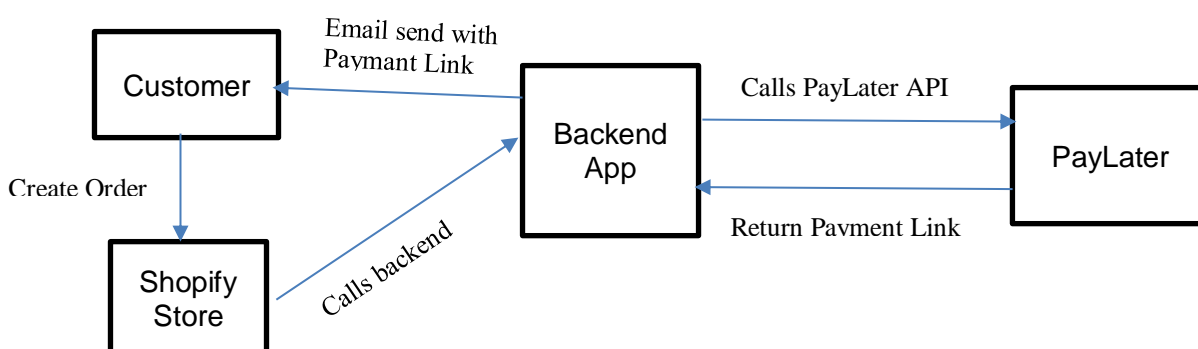 Email send with
Paymant Link
Customer
Calls PayLater API
Backend
App
PayLater
Create Order
Return Payment Link
Calls backend
Shopify
Store